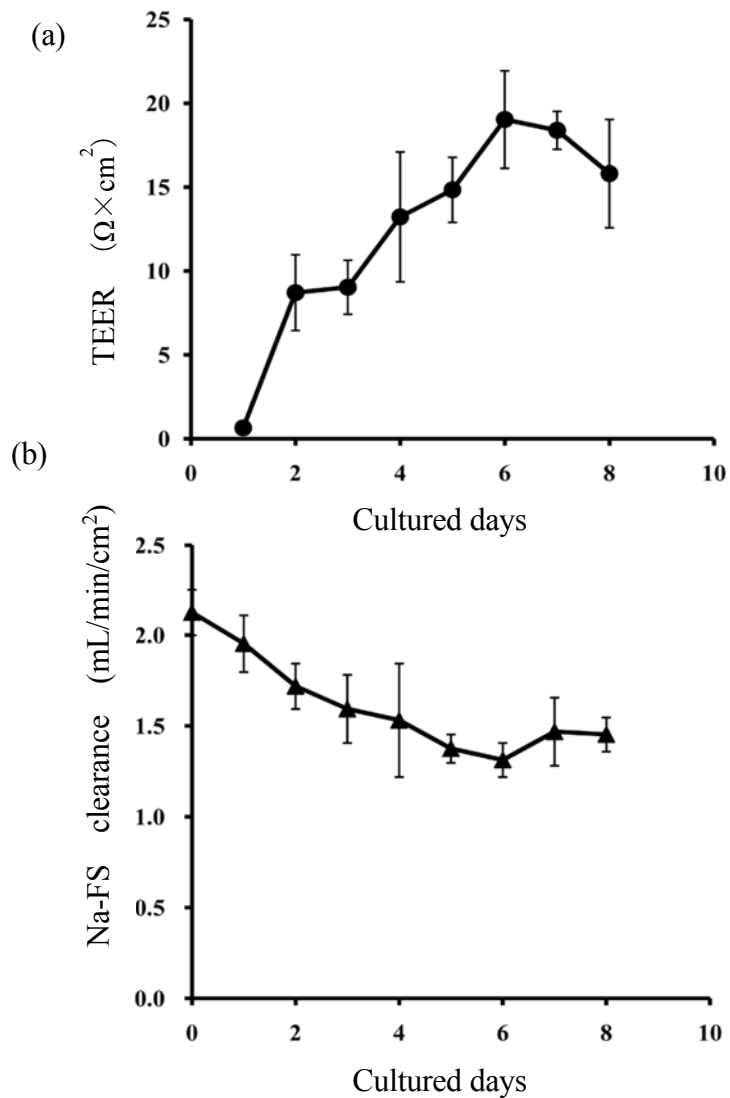 (a)
TEER (Ω×cm²)
25
20
15
10
5
0
0 2 4 6 8 10
Cultured days
(b)
Na-FS clearance (mL/min/cm²)
2.5
2.0
1.5
1.0
0.5
0.0
0 2 4 6 8 10
Cultured days